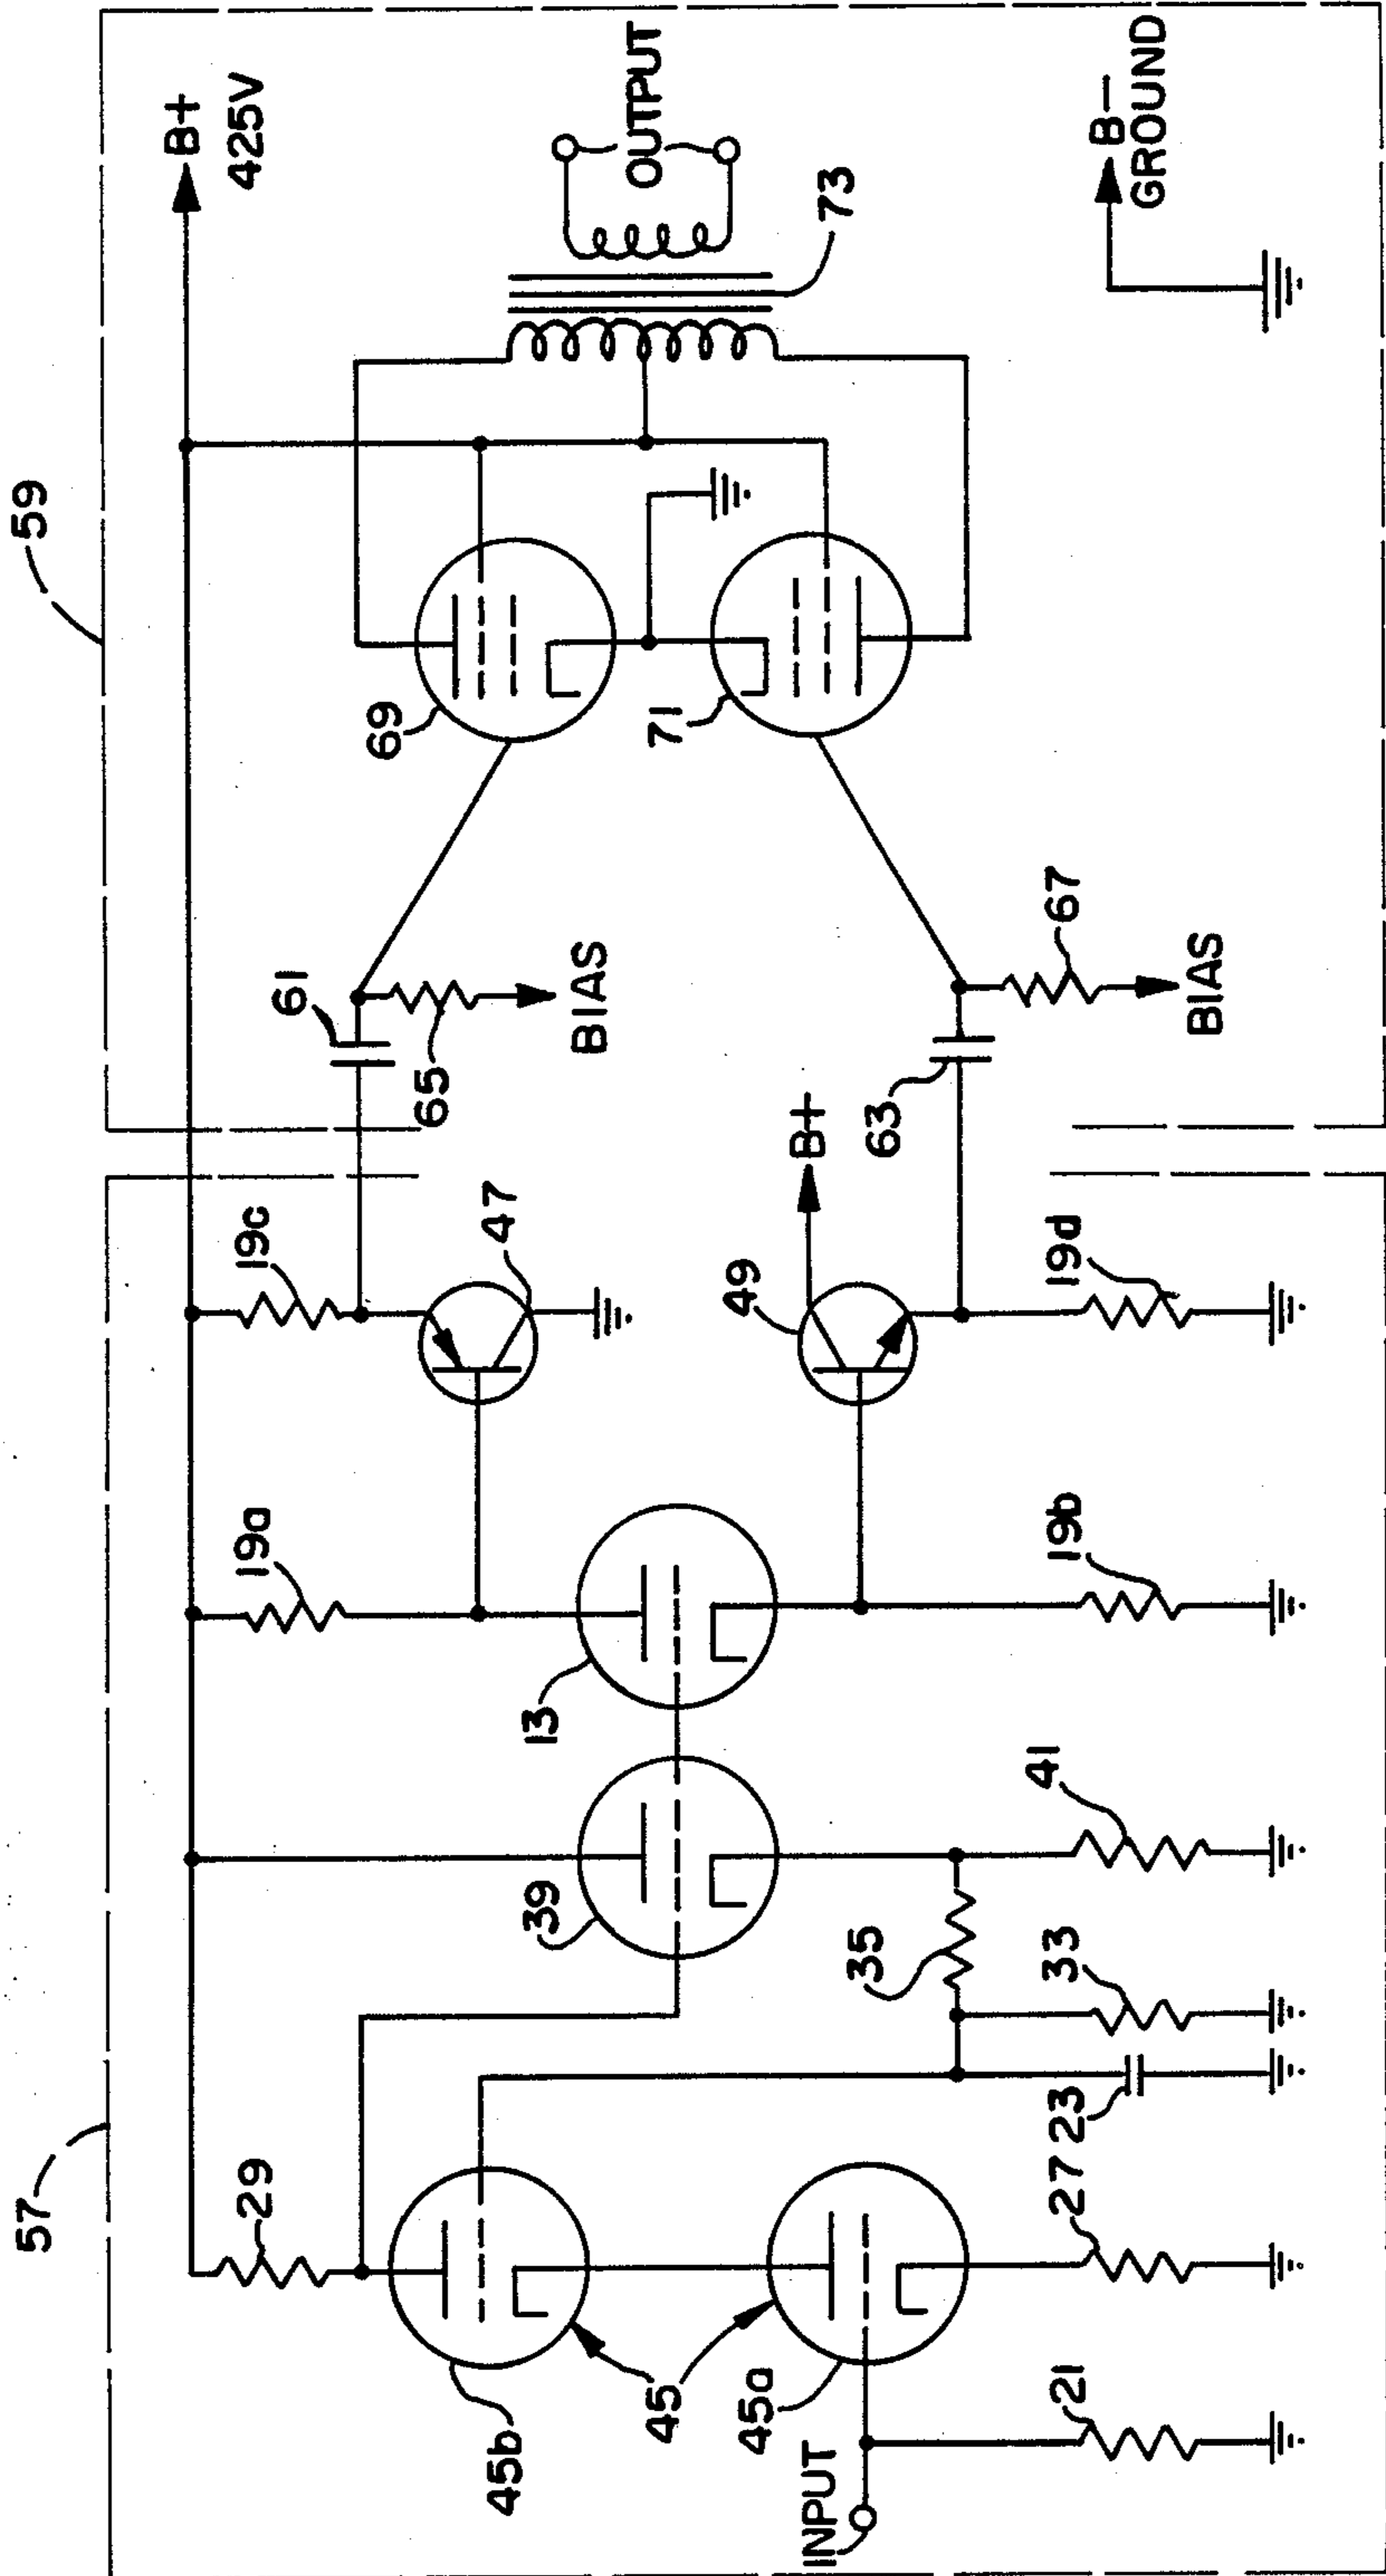 57
59
B+
425V
29
19a
19c
61
65
BIAS
69
OUTPUT
73
45b
45
45a
39
13
47
49
B+
71
INPUT
21
27
23
33
35
41
19b
19d
63
67
BIAS
B-
GROUND